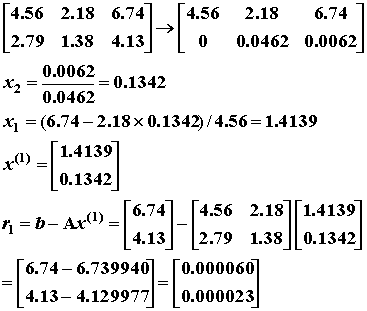 [4.56 2.18 6.74] → [4.56 2.18 6.74]
[2.79 1.38 4.13] [0 0.0462 0.0062]
x₂ = 0.0062/0.0462 = 0.1342
x₁ = (6.74 − 2.18 × 0.1342) / 4.56 = 1.4139
x⁽¹⁾ = [1.4139
0.1342]
r₁ = b − Ax⁽¹⁾ = [6.74] − [4.56 2.18] [1.4139]
[4.13] [2.79 1.38] [0.1342]
= [6.74 − 6.739940] = [0.000060]
[4.13 − 4.129977] [0.000023]